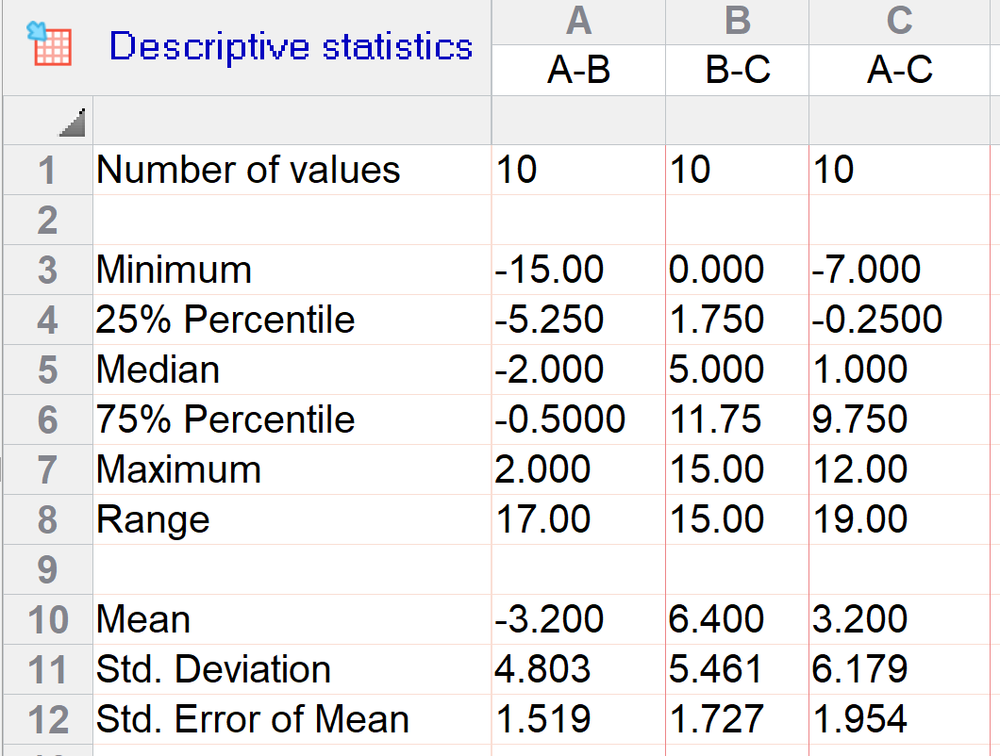 Descriptive statistics A B C
A-B B-C A-C
1 Number of values 10 10 10
2
3 Minimum -15.00 0.000 -7.000
4 25% Percentile -5.250 1.750 -0.2500
5 Median -2.000 5.000 1.000
6 75% Percentile -0.5000 11.75 9.750
7 Maximum 2.000 15.00 12.00
8 Range 17.00 15.00 19.00
9
10 Mean -3.200 6.400 3.200
11 Std. Deviation 4.803 5.461 6.179
12 Std. Error of Mean 1.519 1.727 1.954